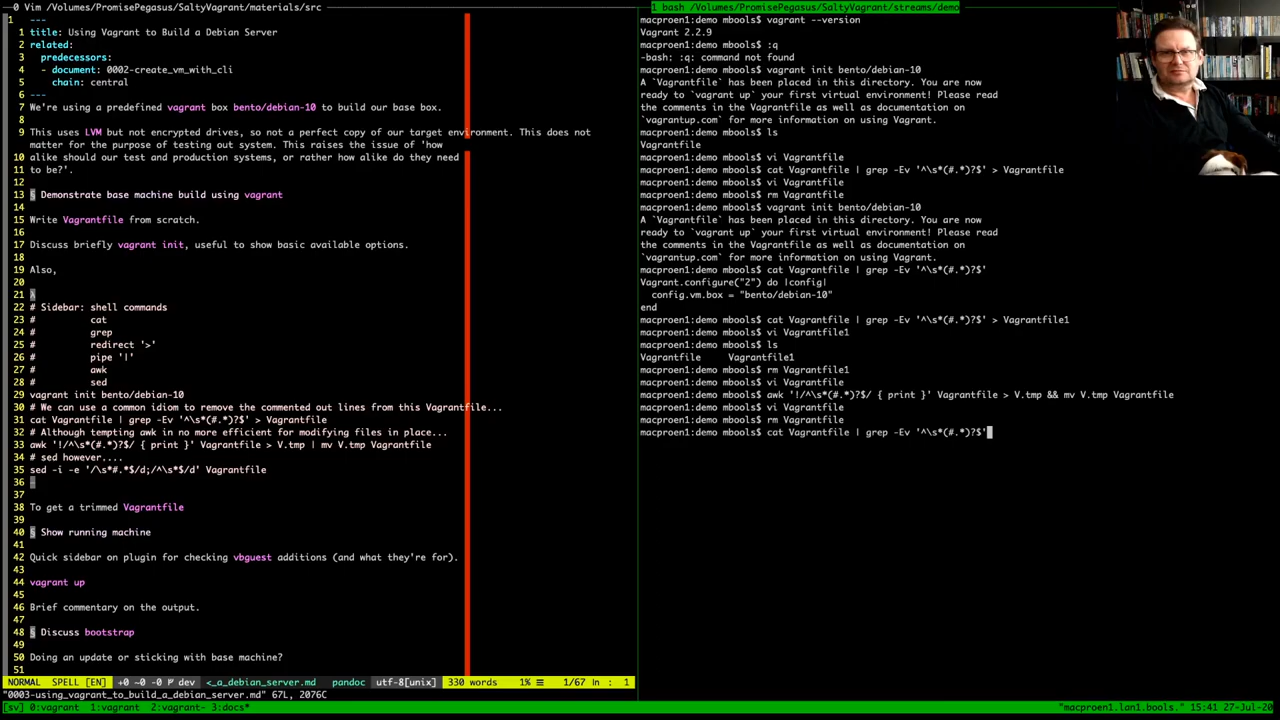 0 Vim /Volumes/PromisePegasus/SaltyVagrant/materials/src
1 ---
1 title: Using Vagrant to Build a Debian Server
2 related:
3   predecessors:
4   - document: 0002-create_vm_with_cli
5     chain: central
6 ---
7 We're using a predefined vagrant box bento/debian-10 to build our base box.
8
9 This uses LVM but not encrypted drives, so not a perfect copy of our target environment. This does not
matter for the purpose of testing out system. This raises the issue of 'how
10 alike should our test and production systems, or rather how alike do they need
11 to be?'.
12
13 § Demonstrate base machine build using vagrant
14
15 Write Vagrantfile from scratch.
16
17 Discuss briefly vagrant init, useful to show basic available options.
18
19 Also,
20
21
22 # Sidebar: shell commands
23 #          cat
24 #          grep
25 #          redirect '>'
26 #          pipe '|'
27 #          awk
28 #          sed
29 vagrant init bento/debian-10
30 # We can use a common idiom to remove the commented out lines from this Vagrantfile...
31 cat Vagrantfile | grep -Ev '^\s*(#.*)?$' > Vagrantfile
32 # Although tempting awk in no more efficient for modifying files in place...
33 awk '!/^\s*(#.*)?$/ { print }' Vagrantfile > V.tmp | mv V.tmp Vagrantfile
34 # sed however....
35 sed -i -e '/\s*#.*$/d;/^\s*$/d' Vagrantfile
36
37
38 To get a trimmed Vagrantfile
39
40 § Show running machine
41
42 Quick sidebar on plugin for checking vbguest additions (and what they're for).
43
44 vagrant up
45
46 Brief commentary on the output.
47
48 § Discuss bootstrap
49
50 Doing an update or sticking with base machine?
51
NORMAL SPELL [EN] +0 ~0 -0 dev <_a_debian_server.md pandoc utf-8[unix] 330 words 1% ☰ 1/67 ln : 1
"0003-using_vagrant_to_build_a_debian_server.md" 67L, 2076C
1 bash /Volumes/PromisePegasus/SaltyVagrant/streams/demo
macproen1:demo mbools$ vagrant --version
Vagrant 2.2.9
macproen1:demo mbools$ :q
-bash: :q: command not found
macproen1:demo mbools$ vagrant init bento/debian-10
A `Vagrantfile` has been placed in this directory. You are now
ready to `vagrant up` your first virtual environment! Please read
the comments in the Vagrantfile as well as documentation on
`vagrantup.com` for more information on using Vagrant.
macproen1:demo mbools$ ls
Vagrantfile
macproen1:demo mbools$ vi Vagrantfile
macproen1:demo mbools$ cat Vagrantfile | grep -Ev '^\s*(#.*)?$' > Vagrantfile
macproen1:demo mbools$ vi Vagrantfile
macproen1:demo mbools$ rm Vagrantfile
macproen1:demo mbools$ vagrant init bento/debian-10
A `Vagrantfile` has been placed in this directory. You are now
ready to `vagrant up` your first virtual environment! Please read
the comments in the Vagrantfile as well as documentation on
`vagrantup.com` for more information on using Vagrant.
macproen1:demo mbools$ cat Vagrantfile | grep -Ev '^\s*(#.*)?$'
Vagrant.configure("2") do |config|
  config.vm.box = "bento/debian-10"
end
macproen1:demo mbools$ cat Vagrantfile | grep -Ev '^\s*(#.*)?$' > Vagrantfile1
macproen1:demo mbools$ vi Vagrantfile1
macproen1:demo mbools$ ls
Vagrantfile     Vagrantfile1
macproen1:demo mbools$ rm Vagrantfile1
macproen1:demo mbools$ vi Vagrantfile
macproen1:demo mbools$ awk '!/^\s*(#.*)?$/ { print }' Vagrantfile > V.tmp && mv V.tmp Vagrantfile
macproen1:demo mbools$ vi Vagrantfile
macproen1:demo mbools$ rm Vagrantfile
macproen1:demo mbools$ cat Vagrantfile | grep -Ev '^\s*(#.*)?$'
[sv] 0:vagrant 1:vagrant 2:vagrant- 3:docs* "macproen1.lan1.bools." 15:41 27-Jul-20